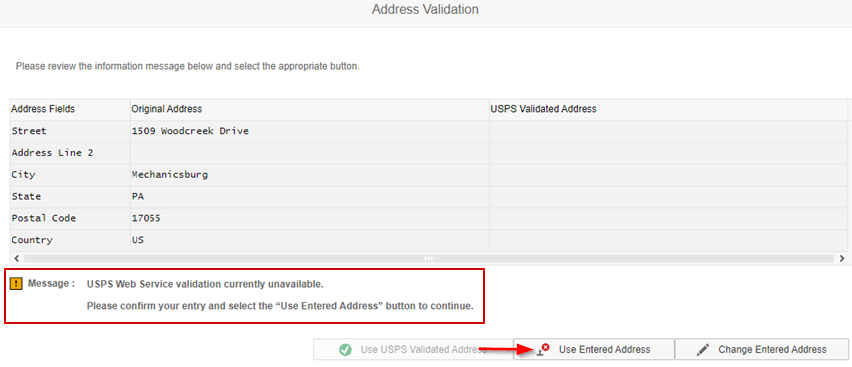 Address Validation
Please review the information message below and select the appropriate button.
Address Fields Original Address USPS Validated Address
Street 1509 Woodcreek Drive
Address Line 2
City Mechanicsburg
State PA
Postal Code 17055
Country US
Message : USPS Web Service validation currently unavailable.
Please confirm your entry and select the “Use Entered Address” button to continue.
Use USPS Validated Address Use Entered Address Change Entered Address